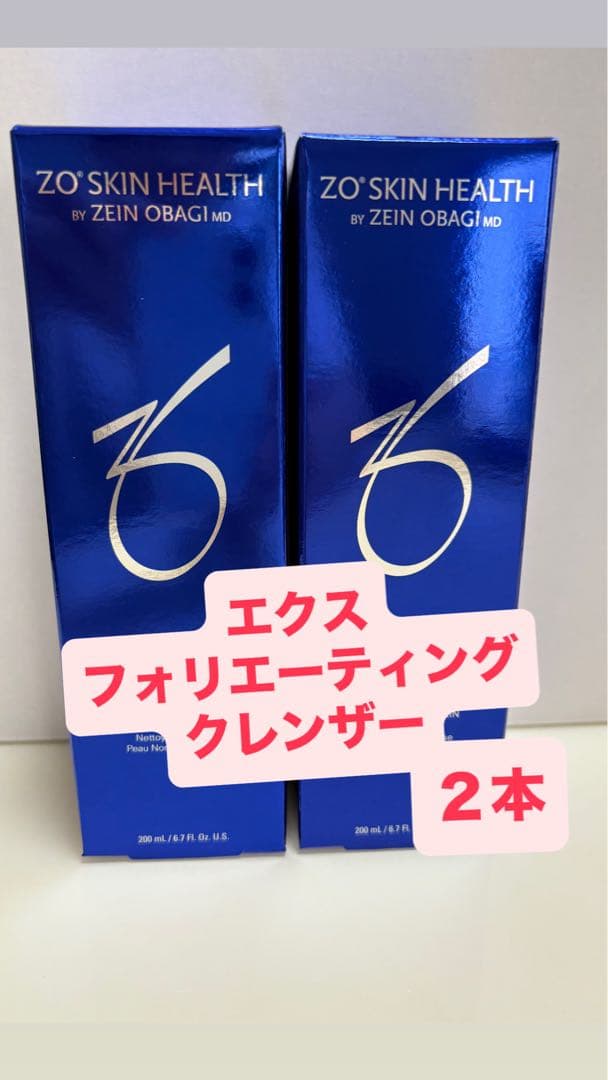 ZO® SKIN HEALTH
BY ZEIN OBAGI MD
200 mL / 6.7 Fl. Oz. U.S.
ZO® SKIN HEALTH
BY ZEIN OBAGI MD
200 mL / 6.7 Fl.
エクス
フォリエーティング
クレンザー
2本